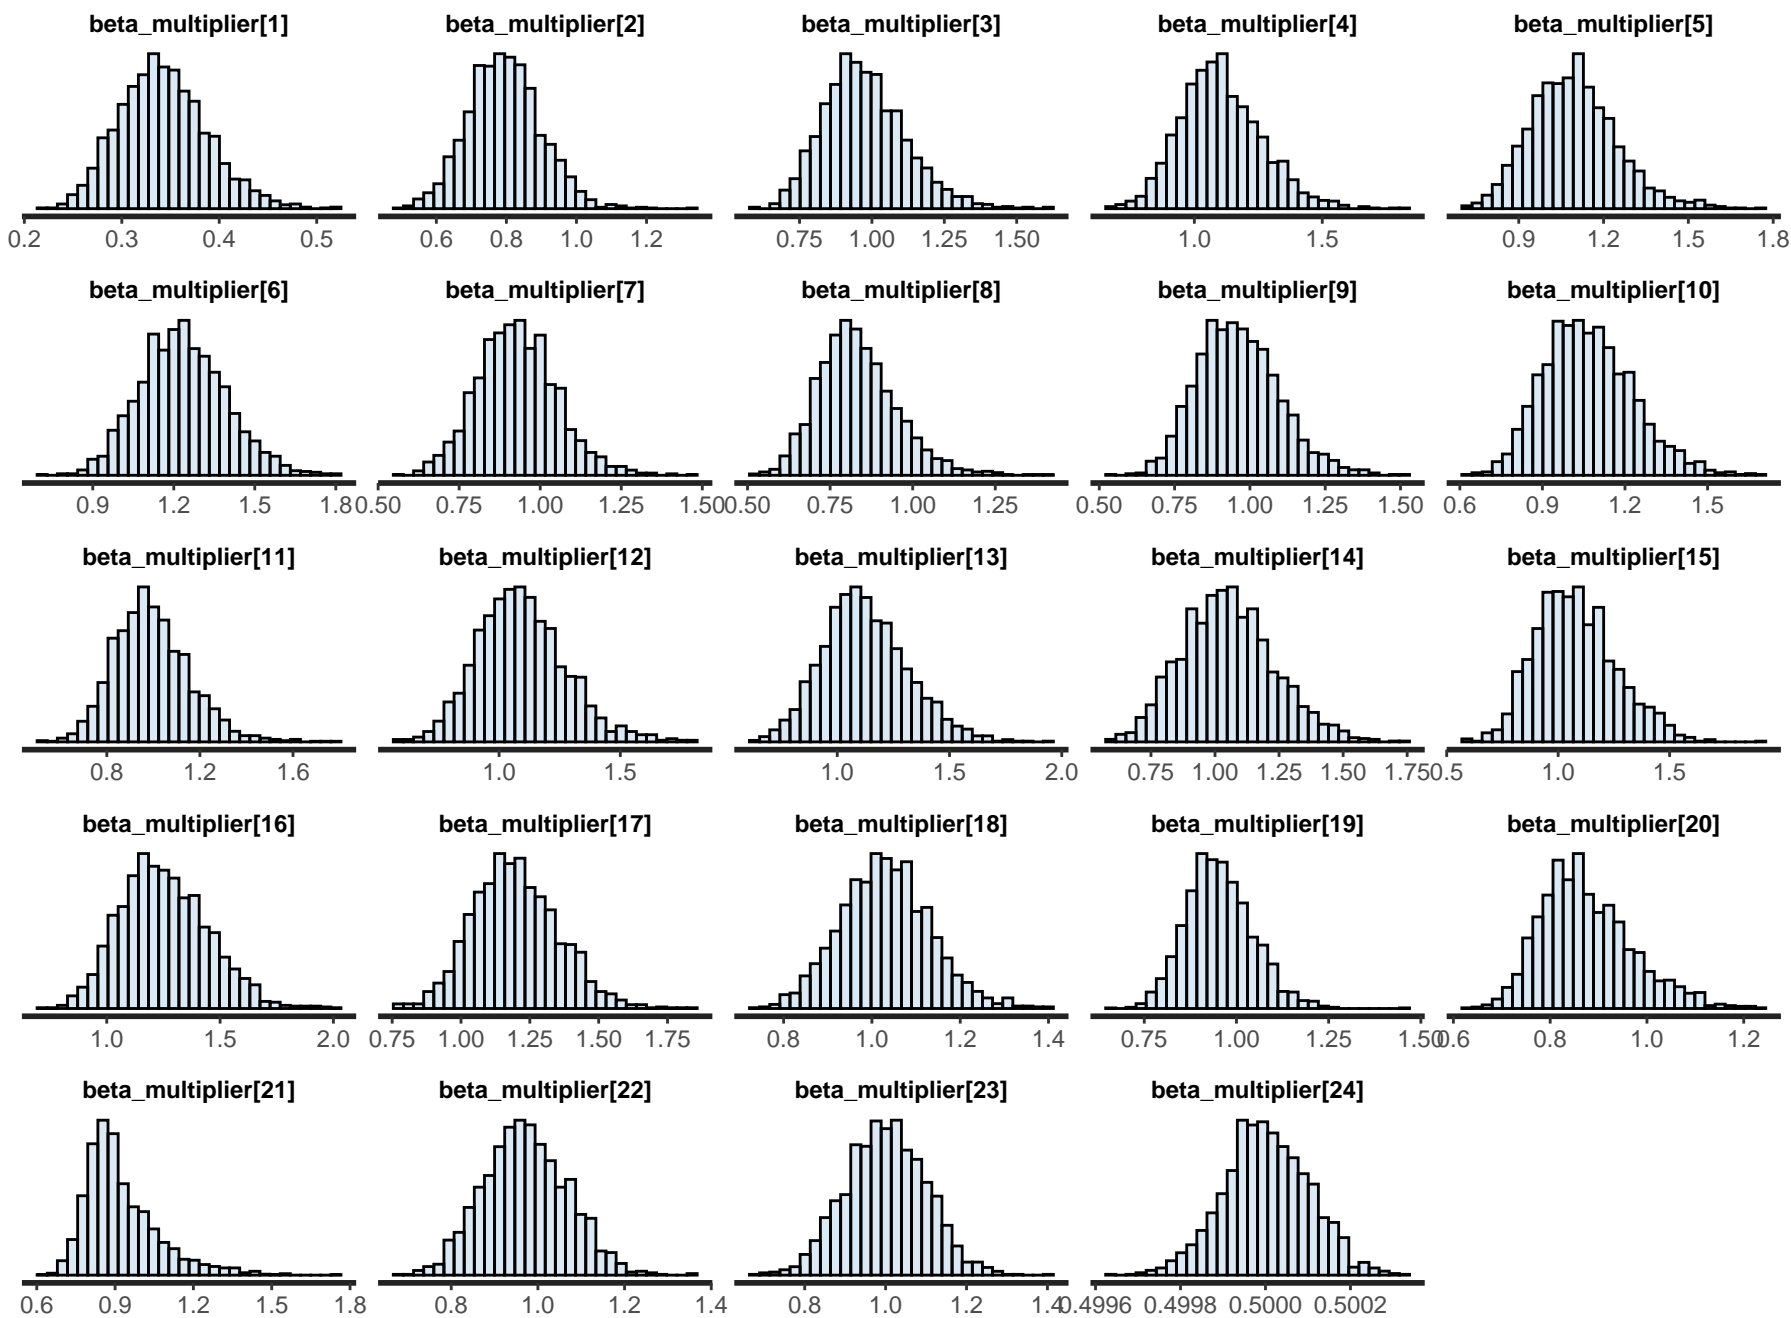 beta_multiplier[1] beta_multiplier[2] beta_multiplier[3] beta_multiplier[4] beta_multiplier[5]
0.2 0.3 0.4 0.5 0.6 0.8 1.0 1.2 0.75 1.00 1.25 1.50 1.0 1.5 0.9 1.2 1.5 1.8
beta_multiplier[6] beta_multiplier[7] beta_multiplier[8] beta_multiplier[9] beta_multiplier[10]
0.9 1.2 1.5 1.8 0.50 0.75 1.00 1.25 1.50 0.50 0.75 1.00 1.25 0.50 0.75 1.00 1.25 1.50 0.6 0.9 1.2 1.5
beta_multiplier[11] beta_multiplier[12] beta_multiplier[13] beta_multiplier[14] beta_multiplier[15]
0.8 1.2 1.6 1.0 1.5 1.0 1.5 2.0 0.75 1.00 1.25 1.50 1.75 0.5 1.0 1.5
beta_multiplier[16] beta_multiplier[17] beta_multiplier[18] beta_multiplier[19] beta_multiplier[20]
1.0 1.5 2.0 0.75 1.00 1.25 1.50 1.75 0.8 1.0 1.2 1.4 0.75 1.00 1.25 1.50 0.6 0.8 1.0 1.2
beta_multiplier[21] beta_multiplier[22] beta_multiplier[23] beta_multiplier[24]
0.6 0.9 1.2 1.5 1.8 0.8 1.0 1.2 1.4 0.8 1.0 1.2 1.4 0.4996 0.4998 0.5000 0.5002